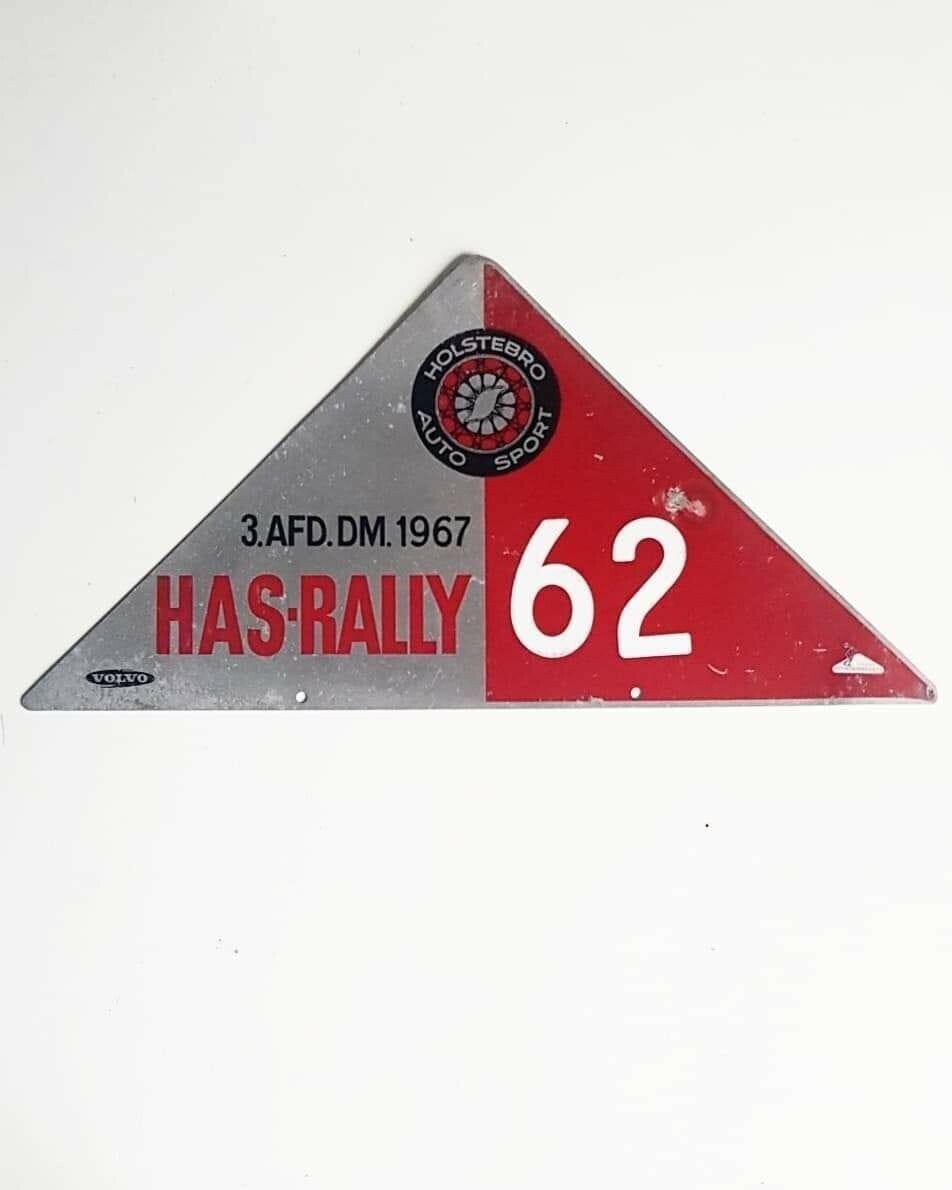 HOLSTEBRO
AUTO SPORT
3.AFD.DM.1967
HAS-RALLY
62
VOLVO